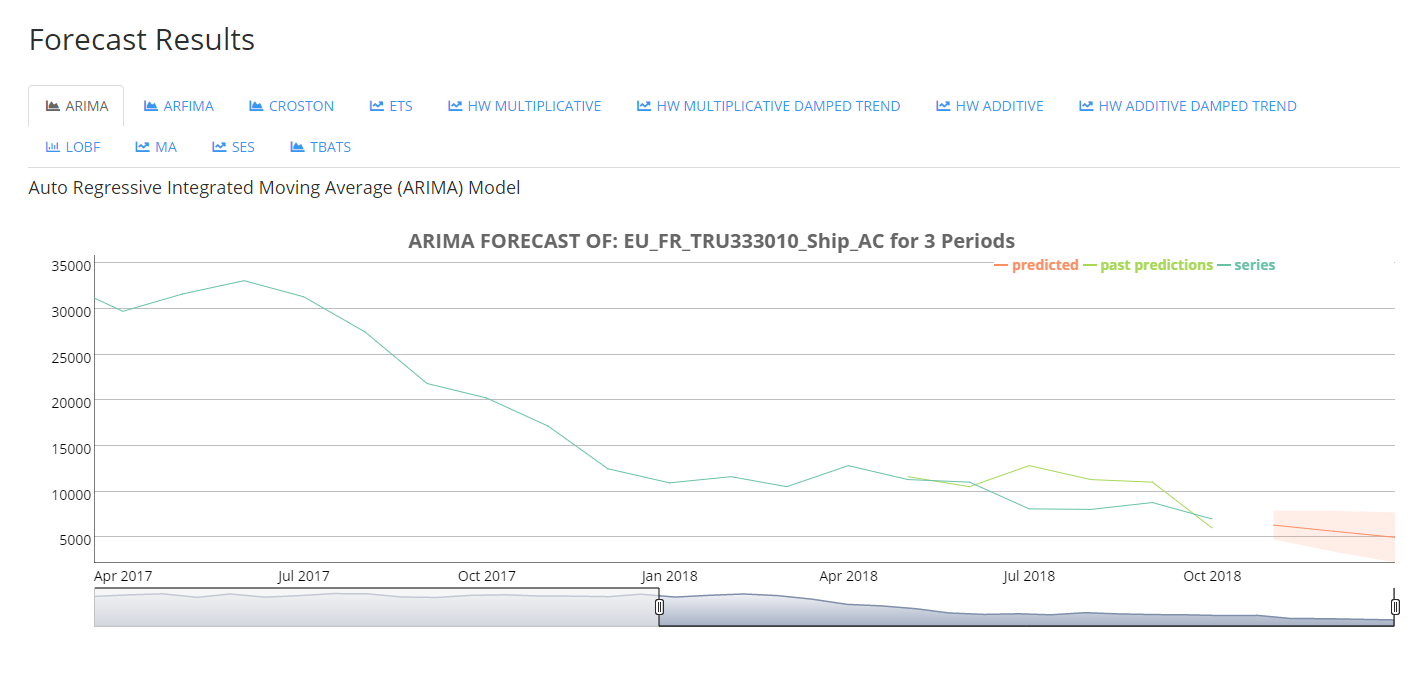 Forecast Results
ARIMA ARFIMA CROSTON ETS HW MULTIPLICATIVE HW MULTIPLICATIVE DAMPED TREND HW ADDITIVE HW ADDITIVE DAMPED TREND
LOBF MA SES TBATS
Auto Regressive Integrated Moving Average (ARIMA) Model
ARIMA FORECAST OF: EU_FR_TRU333010_Ship_AC for 3 Periods
predicted past predictions series
35000
30000
25000
20000
15000
10000
5000
Apr 2017 Jul 2017 Oct 2017 Jan 2018 Apr 2018 Jul 2018 Oct 2018